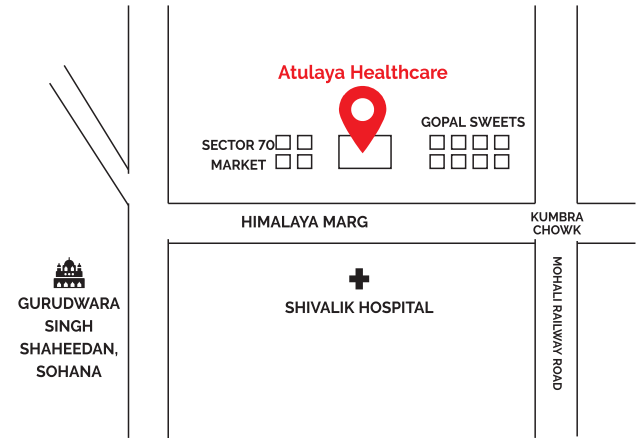 Atulaya Healthcare
GOPAL SWEETS
SECTOR 70
MARKET
HIMALAYA MARG
KUMBRA
CHOWK
GURUDWARA
SINGH
SHAHEEDAN,
SOHANA
SHIVALIK HOSPITAL
MOHALI RAILWAY ROAD